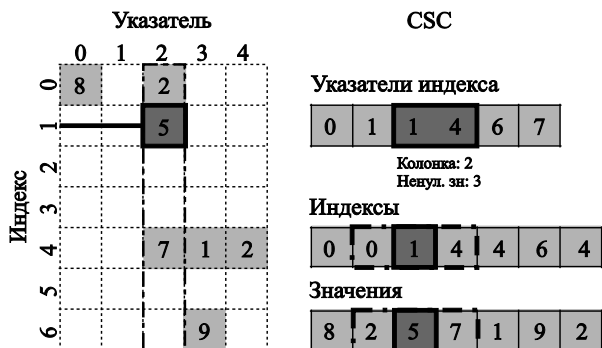 Указатель
0 1 2 3 4
Индекс
0 8 2
1 5
2
3
4 7 1 2
5
6 9
CSC
Указатели индекса
0 1 1 4 6 7
Колонка: 2
Ненул. зн: 3
Индексы
0 0 1 4 4 6 4
Значения
8 2 5 7 1 9 2